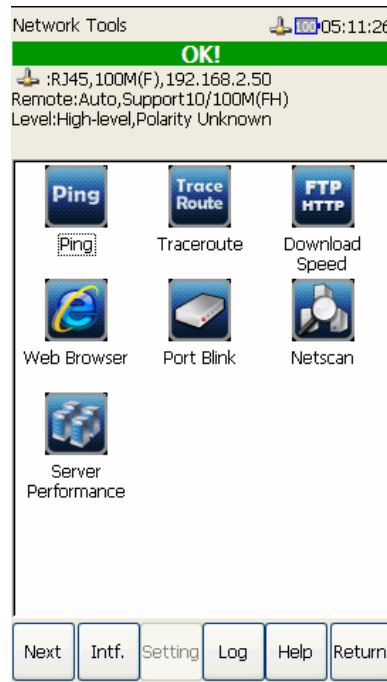 Network Tools 100 05:11:26
OK!
:RJ45,100M(F),192.168.2.50
Remote:Auto,Support10/100M(FH)
Level:High-level,Polarity Unknown
Ping Trace Route FTP HTTP
Ping Traceroute Download Speed
Web Browser Port Blink Netscan
Server
Performance
Next Intf. Setting Log Help Return